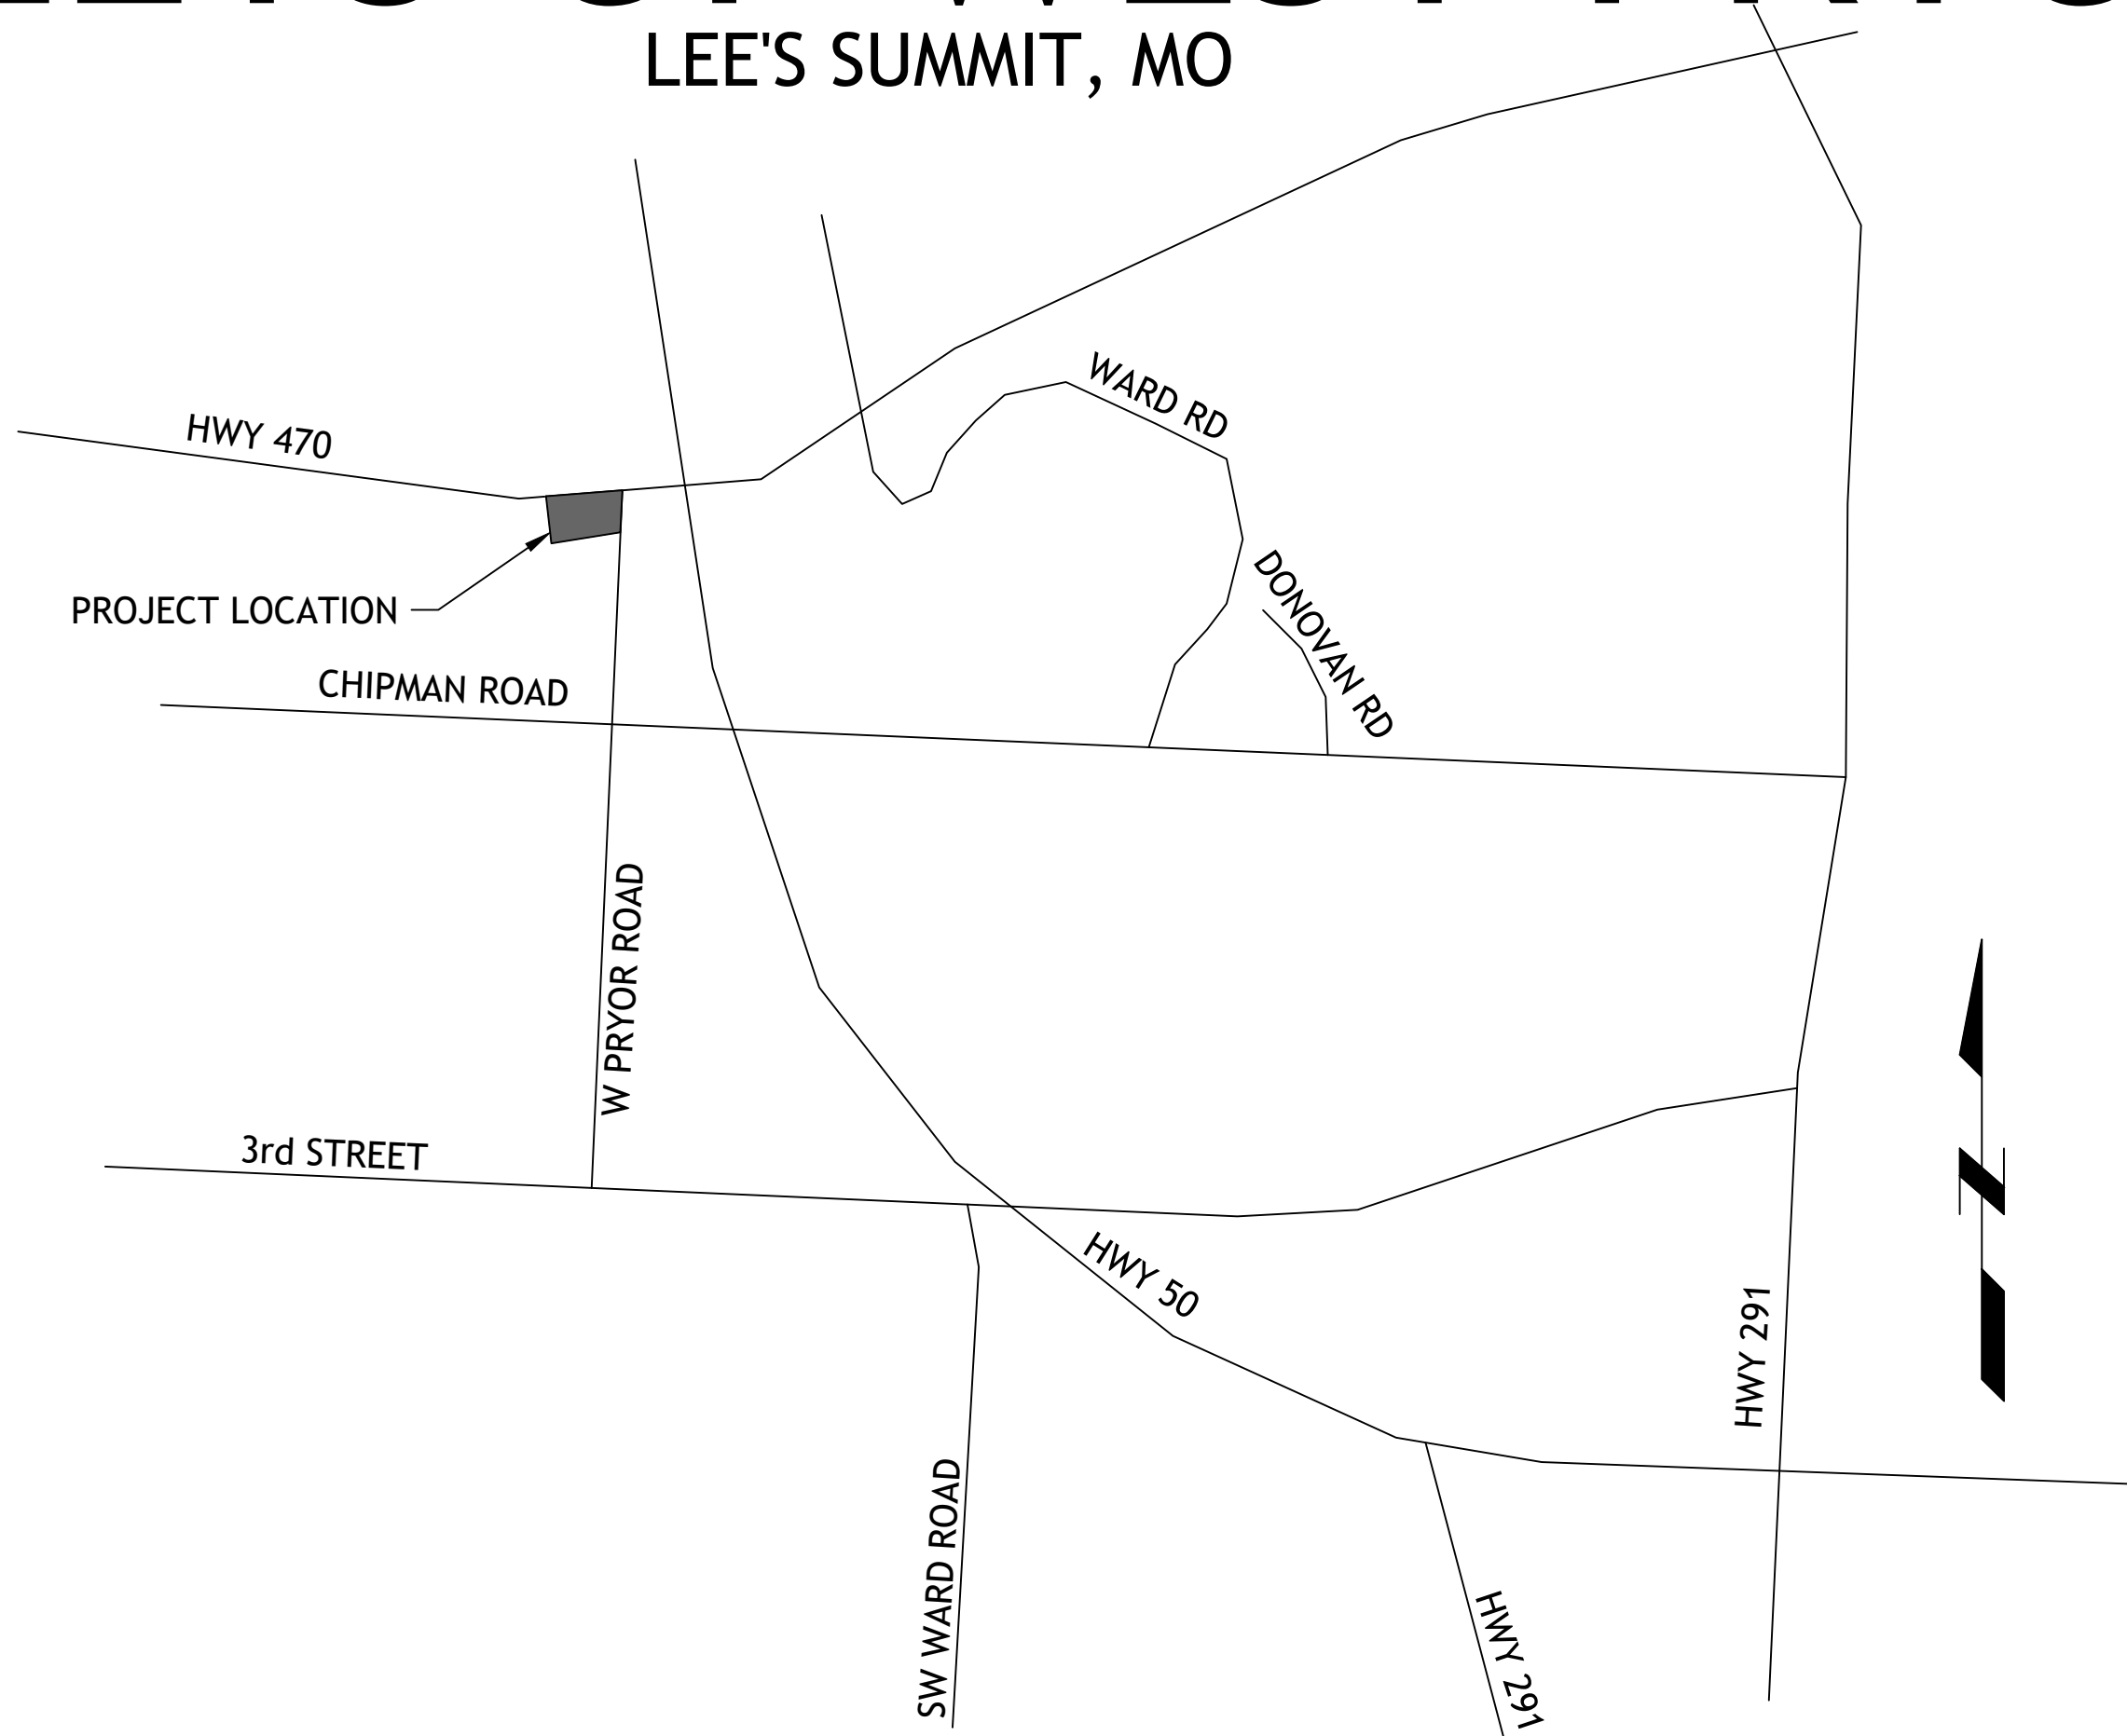 LEE'S SUMMIT, MO
WARD RD
HWY 470
DONOVAN RD
PROJECT LOCATION
CHIPMAN ROAD
W PRYOR ROAD
3rd STREET
HWY 50
HWY 291
SW WARD ROAD
HWY 291
N